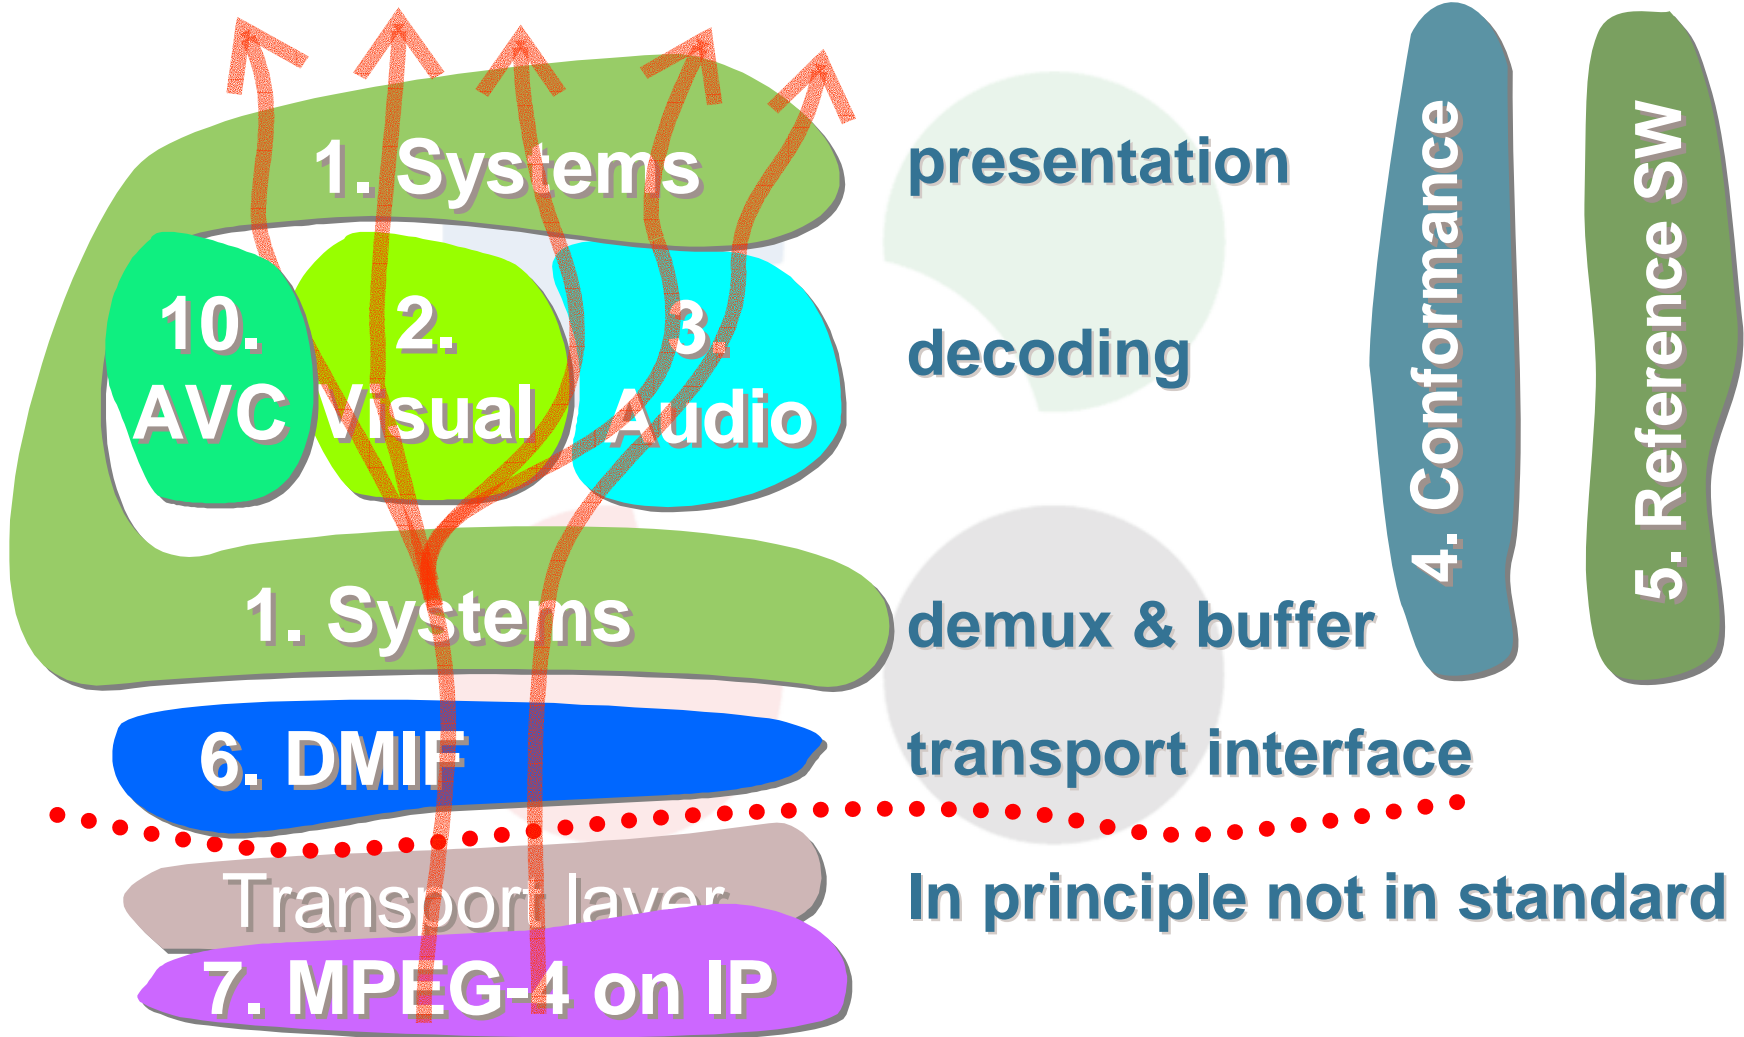 1. Systems
presentation
10.
AVC
2.
Visual
3.
Audio
decoding
1. Systems
demux & buffer
6. DMIF
transport interface
Transport layer
In principle not in standard
7. MPEG-4 on IP
4. Conformance
5. Reference SW